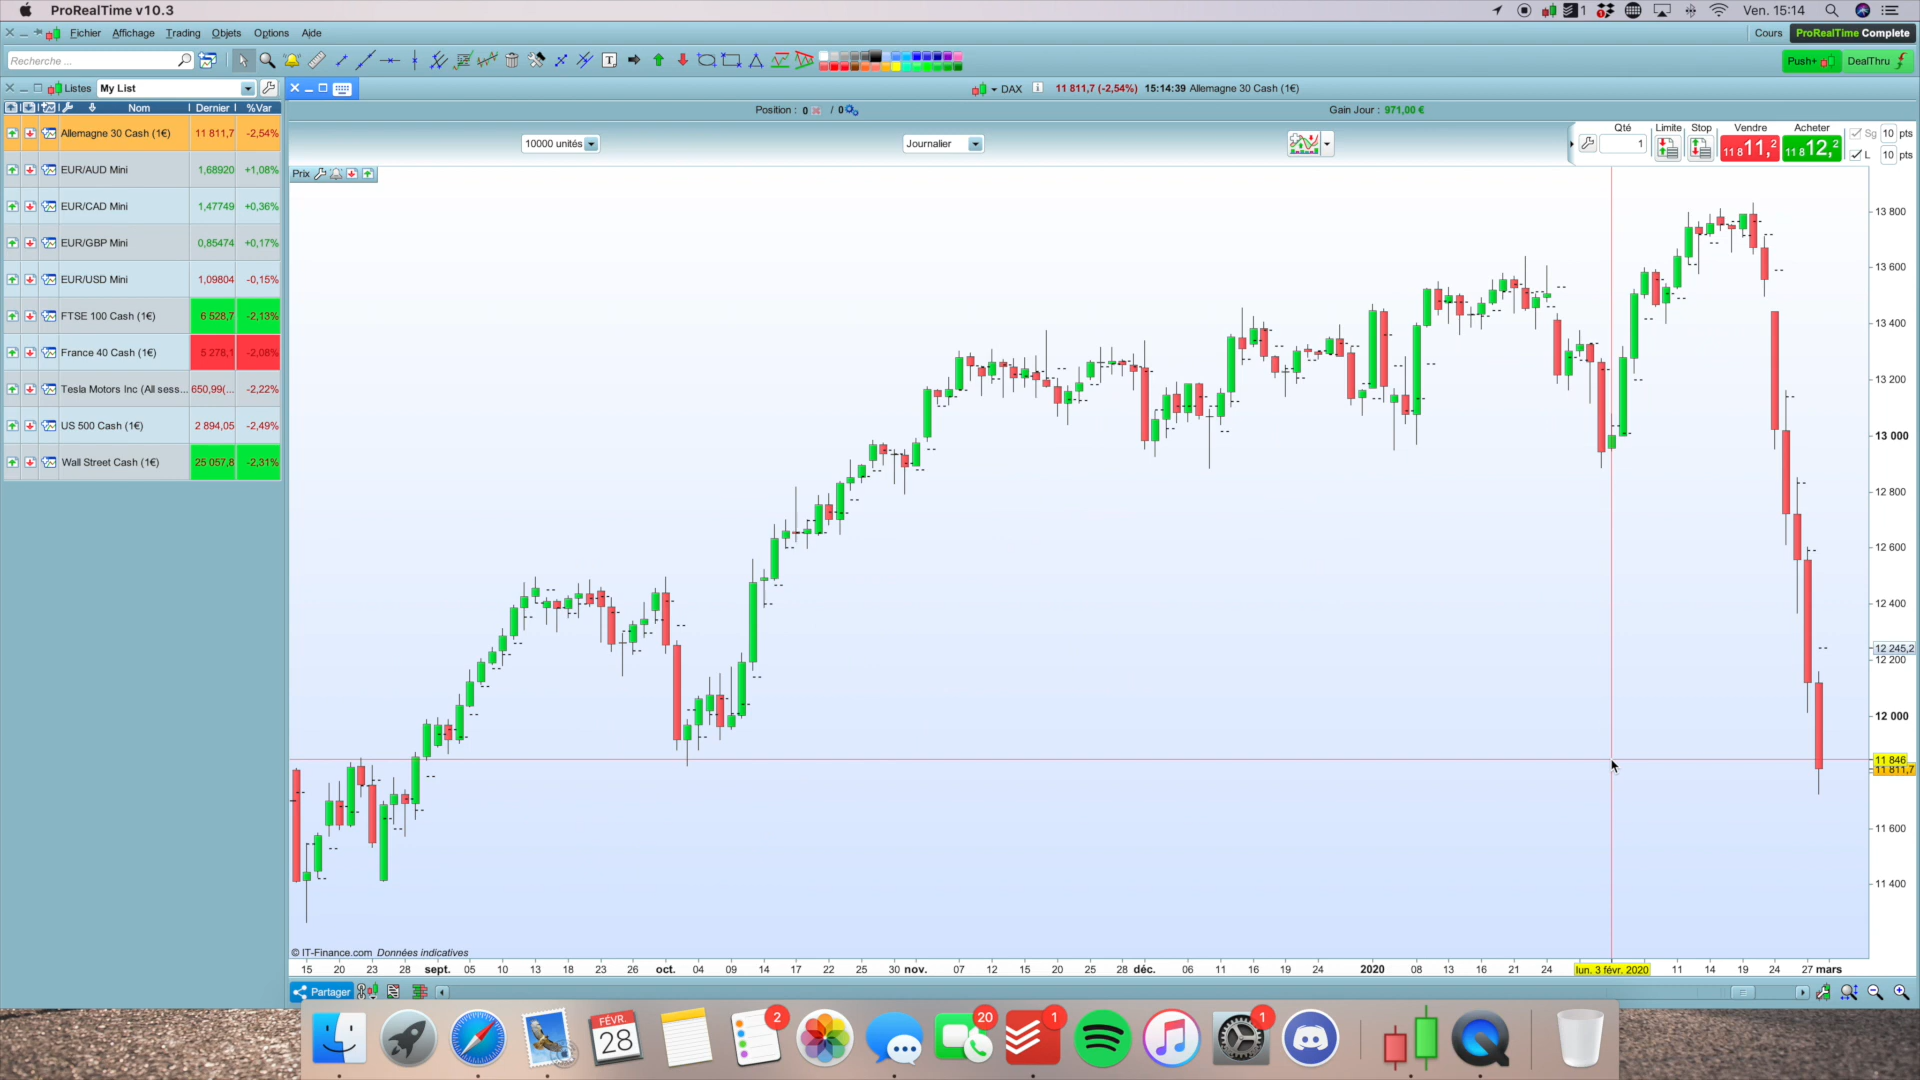 ProRealTime v10.3
1
Ven. 15:14
Fichier Affichage Trading Objets Options Aide
Cours ProRealTime Complete
Recherche ...
T
Push+ DealThru
Listes My List
DAX i 11 811,7 (-2,54%) 15:14:39 Allemagne 30 Cash (1€)
Nom Dernier %Var
Position : 0 / 0
Gain Jour : 971,00 €
10000 unités
Journalier
Qté Limite Stop Vendre Acheter
1 11 811,2 11 812,2
Sg 10 pts
L 10 pts
Allemagne 30 Cash (1€) 11 811,7 -2,54%
EUR/AUD Mini 1,68920 +1,08%
EUR/CAD Mini 1,47749 +0,36%
EUR/GBP Mini 0,85474 +0,17%
EUR/USD Mini 1,09804 -0,15%
FTSE 100 Cash (1€) 6 528,7 -2,13%
France 40 Cash (1€) 5 278,1 -2,08%
Tesla Motors Inc (All sess... 650,99(... -2,22%
US 500 Cash (1€) 2 894,05 -2,49%
Wall Street Cash (1€) 25 057,8 -2,31%
Prix
13 800
13 600
13 400
13 200
13 000
12 800
12 600
12 400
12 245,2
12 200
12 000
11 846
11 811,7
11 600
11 400
© IT-Finance.com Données indicatives
15 20 23 28 sept. 05 10 13 18 23 26 oct. 04 09 14 17 22 25 30 nov. 07 12 15 20 25 28 déc. 06 11 16 19 24 2020 08 13 16 21 24 lun. 3 févr. 2020 11 14 19 24 27 mars
Partager
FÉVR.
28
2
20
1
1